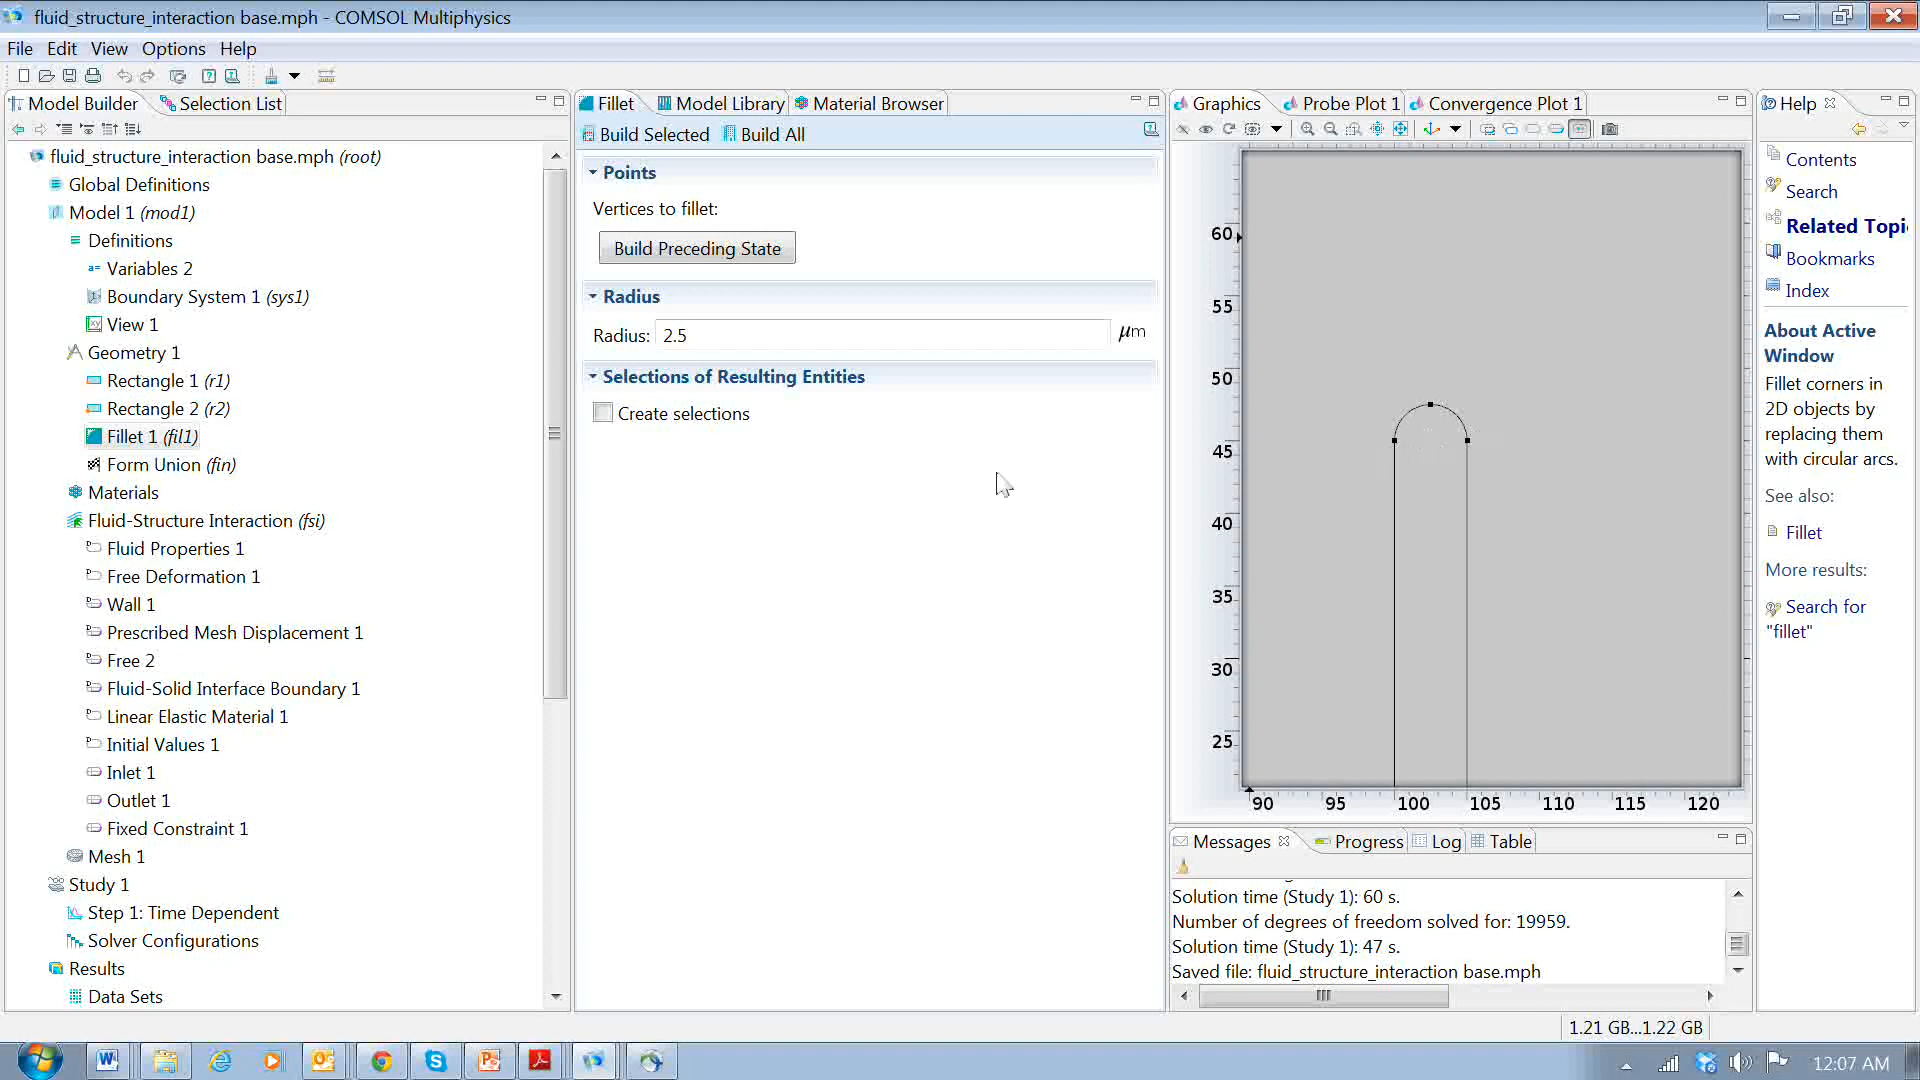 fluid_structure_interaction base.mph - COMSOL Multiphysics
File Edit View Options Help
Model Builder Selection List
fluid_structure_interaction base.mph (root)
Global Definitions
Model 1 (mod1)
Definitions
a= Variables 2
Boundary System 1 (sys1)
View 1
Geometry 1
Rectangle 1 (r1)
Rectangle 2 (r2)
Fillet 1 (fil1)
Form Union (fin)
Materials
Fluid-Structure Interaction (fsi)
Fluid Properties 1
Free Deformation 1
Wall 1
Prescribed Mesh Displacement 1
Free 2
Fluid-Solid Interface Boundary 1
Linear Elastic Material 1
Initial Values 1
Inlet 1
Outlet 1
Fixed Constraint 1
Mesh 1
Study 1
Step 1: Time Dependent
Solver Configurations
Results
Data Sets
Fillet Model Library Material Browser
Build Selected Build All
Points
Vertices to fillet:
Build Preceding State
Radius
Radius: 2.5 μm
Selections of Resulting Entities
Create selections
Graphics Probe Plot 1 Convergence Plot 1
60
55
50
45
40
35
30
25
90 95 100 105 110 115 120
Messages Progress Log Table
Solution time (Study 1): 60 s.
Number of degrees of freedom solved for: 19959.
Solution time (Study 1): 47 s.
Saved file: fluid_structure_interaction base.mph
Help
Contents
Search
Related Topi
Bookmarks
Index
About Active
Window
Fillet corners in
2D objects by
replacing them
with circular arcs.
See also:
Fillet
More results:
Search for
"fillet"
1.21 GB...1.22 GB
12:07 AM